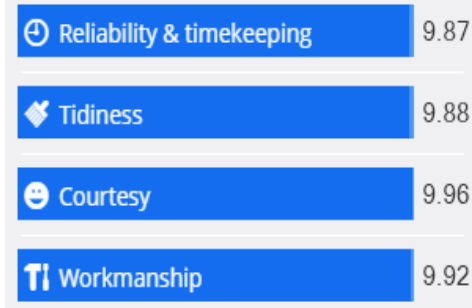 Reliability & timekeeping 9.87
Tidiness 9.88
Courtesy 9.96
Workmanship 9.92